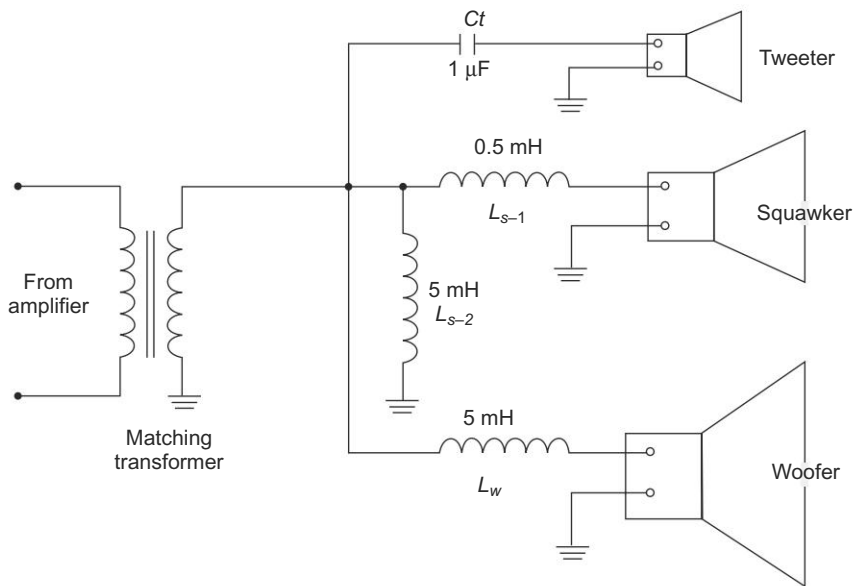 Ct
1 μF
Tweeter
0.5 mH
Ls–1
Squawker
From
amplifier
5 mH
Ls–2
Matching
transformer
5 mH
Lw
Woofer